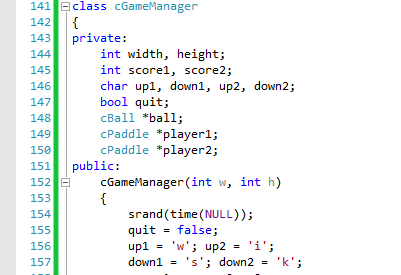 141 class cGameManager
142 {
143 private:
144 int width, height;
145 int score1, score2;
146 char up1, down1, up2, down2;
147 bool quit;
148 cBall *ball;
149 cPaddle *player1;
150 cPaddle *player2;
151 public:
152 cGameManager(int w, int h)
153 {
154 srand(time(NULL));
155 quit = false;
156 up1 = 'w'; up2 = 'i';
157 down1 = 's'; down2 = 'k';